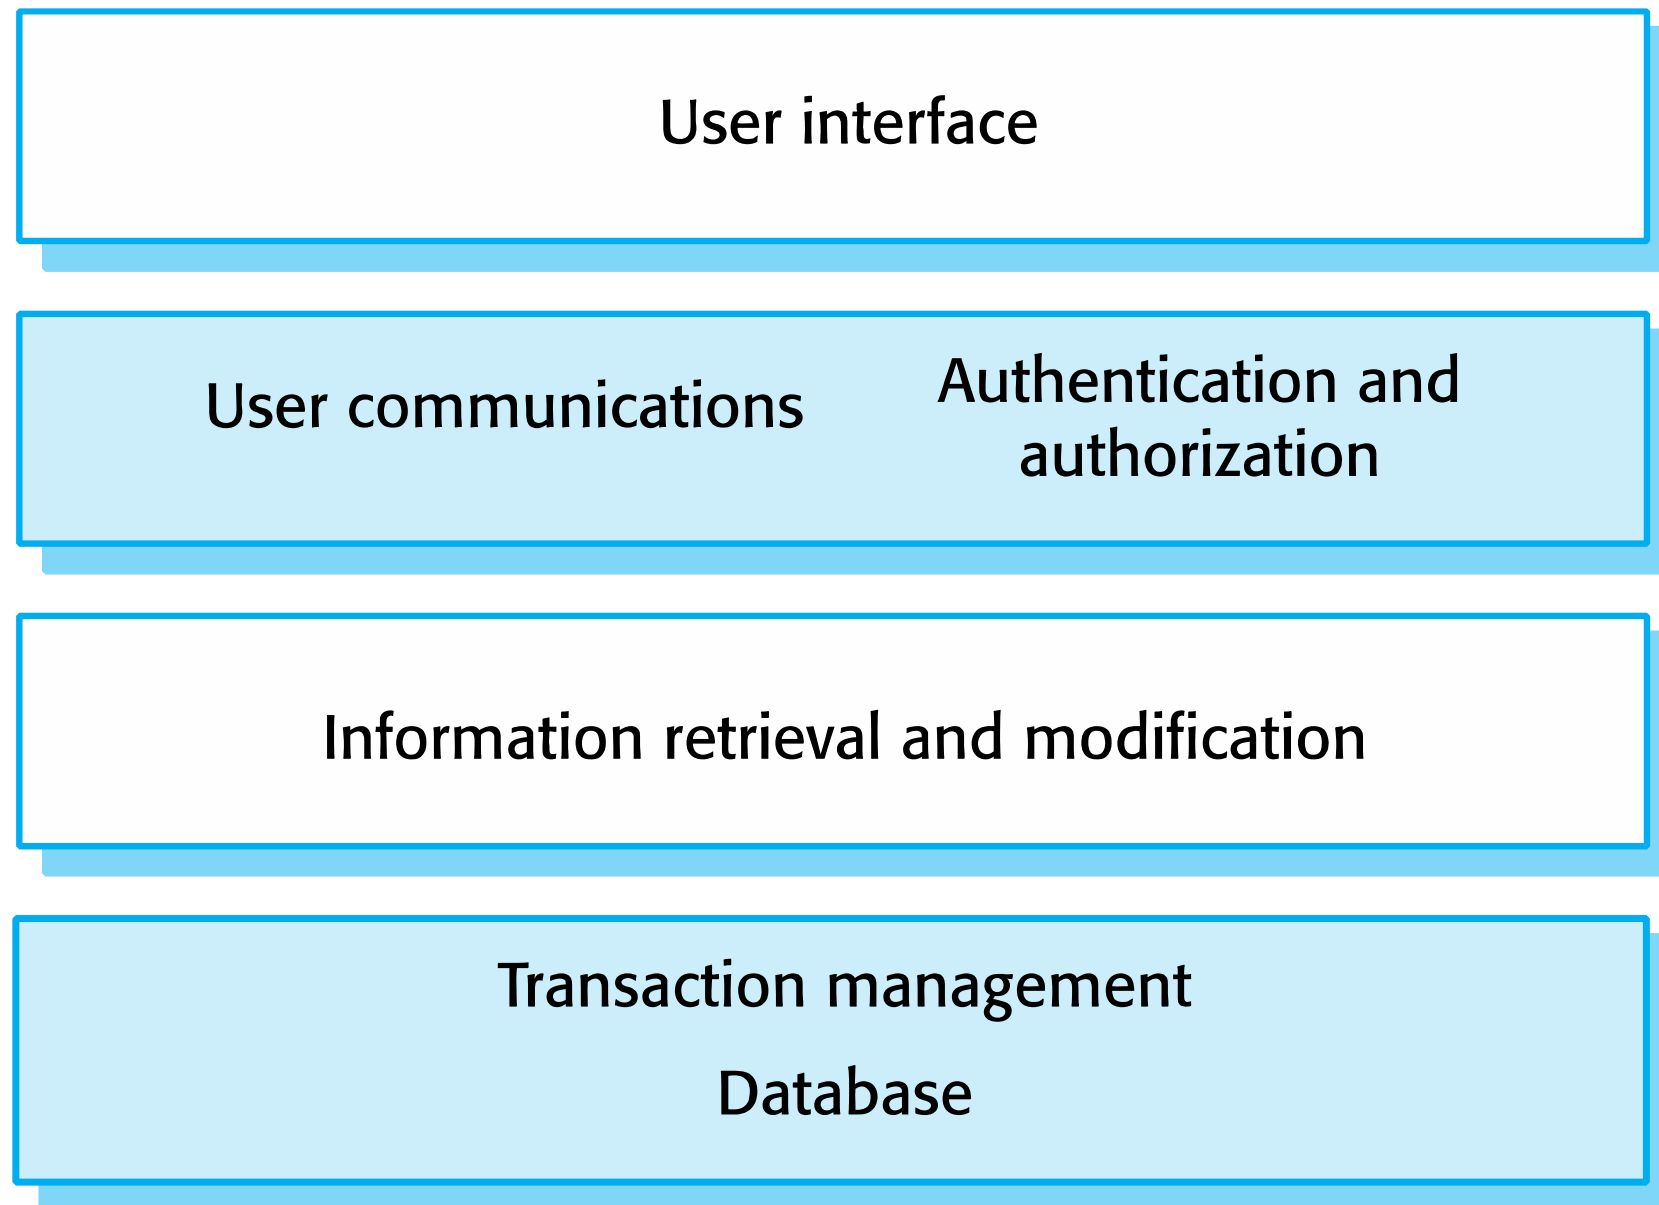 User interface
User communications
Authentication and
authorization
Information retrieval and modification
Transaction management
Database